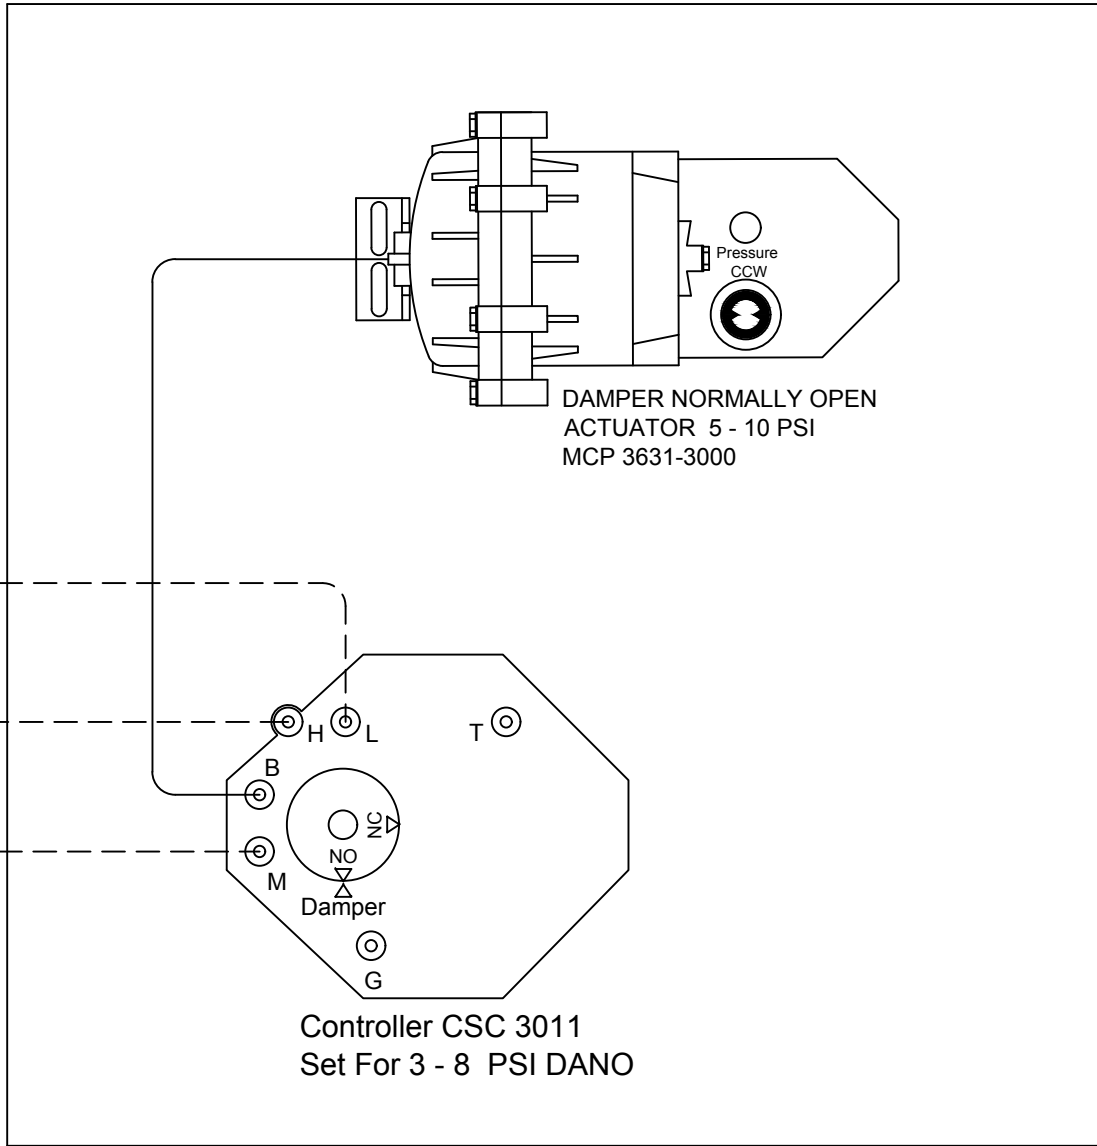 Pressure
CCW
DAMPER NORMALLY OPEN
ACTUATOR 5 - 10 PSI
MCP 3631-3000
H
L
T
B
NC
NO
M
Damper
G
Controller CSC 3011
Set For 3 - 8 PSI DANO